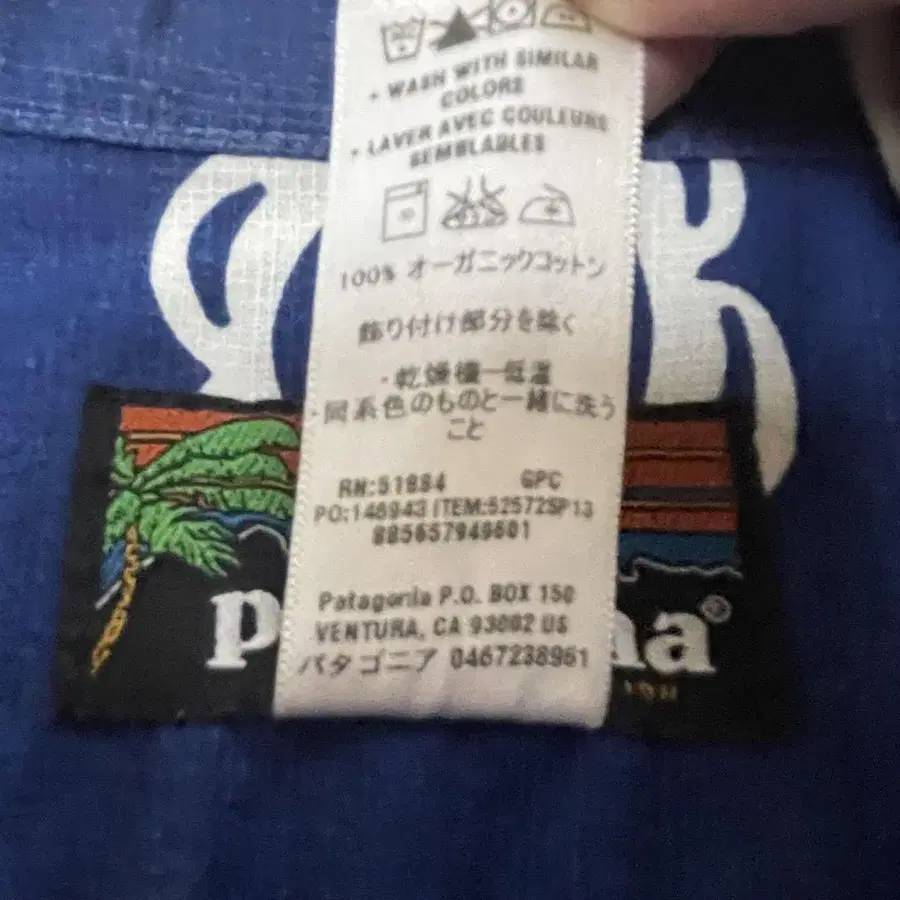 • WASH WITH SIMILAR
COLORS
• LAVER AVEC COULEURS
SEMBLABLES
100% オーガニックコットン
飾り付け部分を除く
・乾燥機ー低温
・同系色のものと一緒に洗う
こと
RN:51884 GPC
PO:146943 ITEM:52572SP13
885657949601
Patagonia P.O. BOX 150
VENTURA, CA 93002 US
パタゴニア 0467238961
p
na®